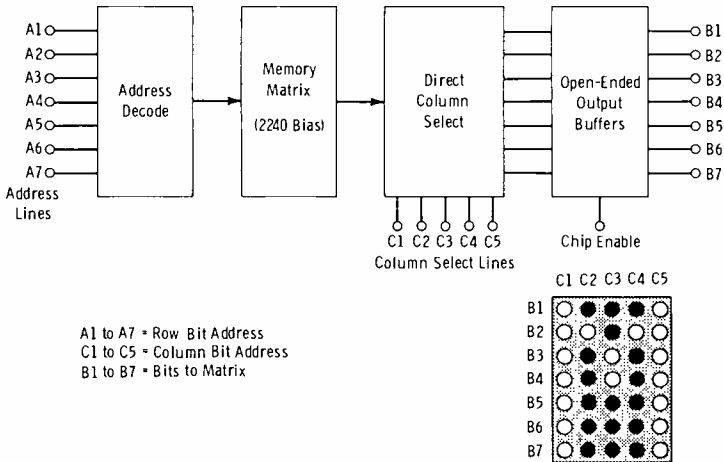 A1
A2
A3
A4
A5
A6
A7
Address
Lines
Address
Decode
Memory
Matrix
(2240 Bias)
Direct
Column
Select
Open-Ended
Output
Buffers
B1
B2
B3
B4
B5
B6
B7
C1 C2 C3 C4 C5
Column Select Lines
Chip Enable
A1 to A7 = Row Bit Address
C1 to C5 = Column Bit Address
B1 to B7 = Bits to Matrix
C1 C2 C3 C4 C5
B1
B2
B3
B4
B5
B6
B7